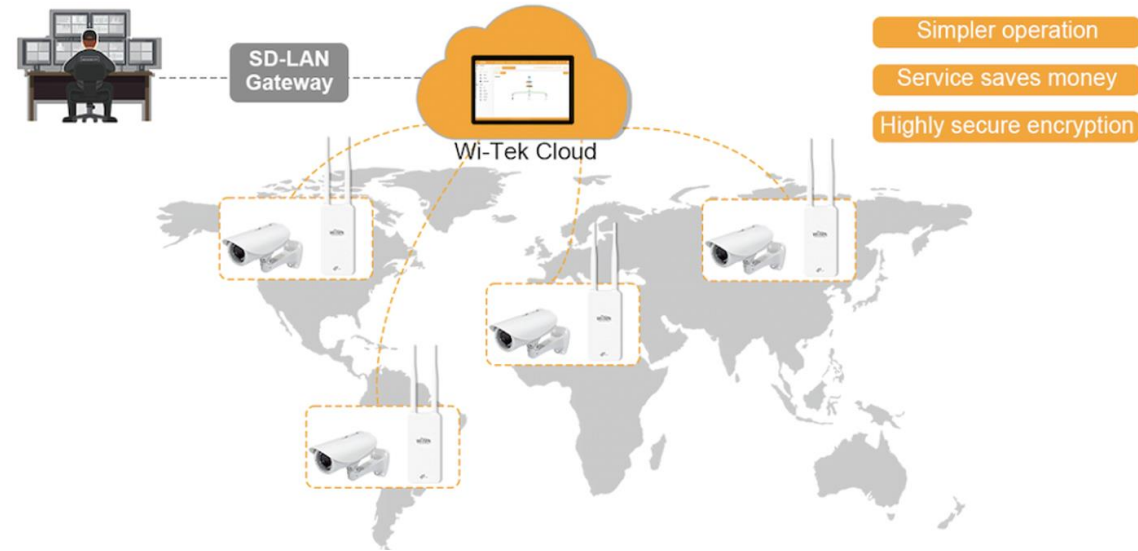 SD-LAN
Gateway
Wi-Tek Cloud
Simpler operation
Service saves money
Highly secure encryption